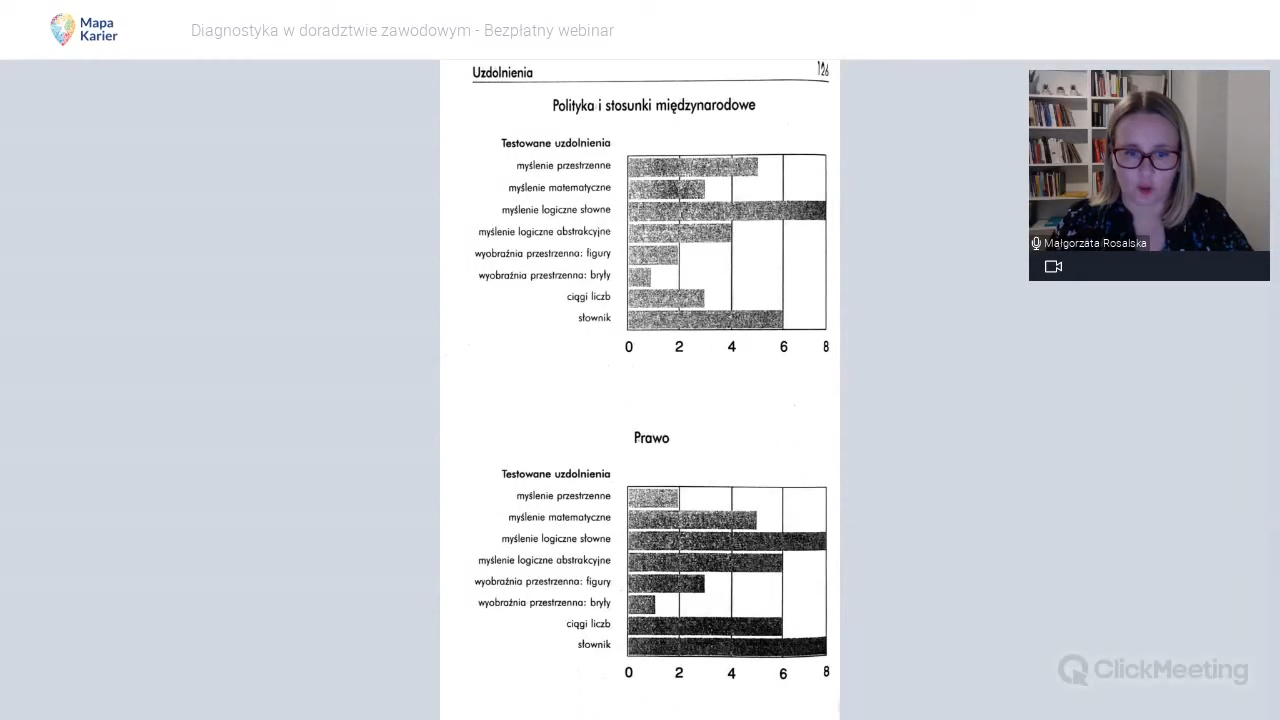 Mapa
Karier
Diagnostyka w doradztwie zawodowym - Bezpłatny webinar
Uzdolnienia
126
Polityka i stosunki międzynarodowe
Testowane uzdolnienia
myślenie przestrzenne
myślenie matematyczne
myślenie logiczne słowne
myślenie logiczne abstrakcyjne
wyobraźnia przestrzenna: figury
wyobraźnia przestrzenna: bryły
ciągi liczb
słownik
0 2 4 6 8
Prawo
Testowane uzdolnienia
myślenie przestrzenne
myślenie matematyczne
myślenie logiczne słowne
myślenie logiczne abstrakcyjne
wyobraźnia przestrzenna: figury
wyobraźnia przestrzenna: bryły
ciągi liczb
słownik
0 2 4 6 8
Małgorzata Rosalska
ClickMeeting